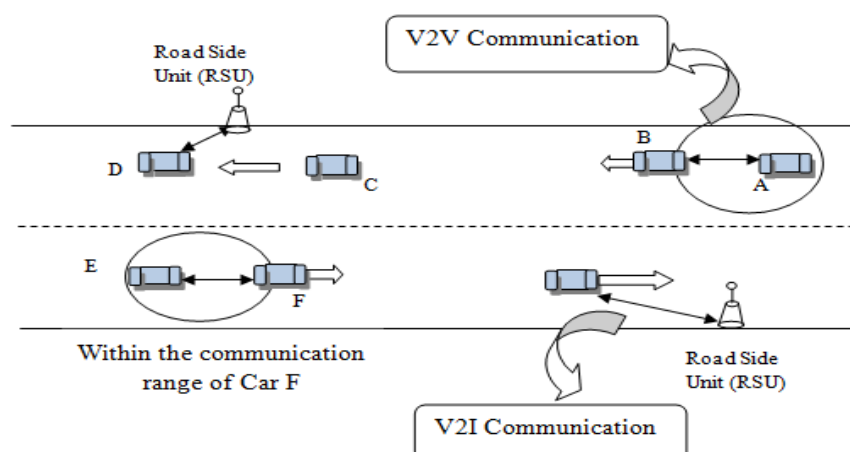 V2V Communication
Road Side
Unit (RSU)
B
D
C
A
E
F
Within the communication
range of Car F
Road Side
Unit (RSU)
V2I Communication